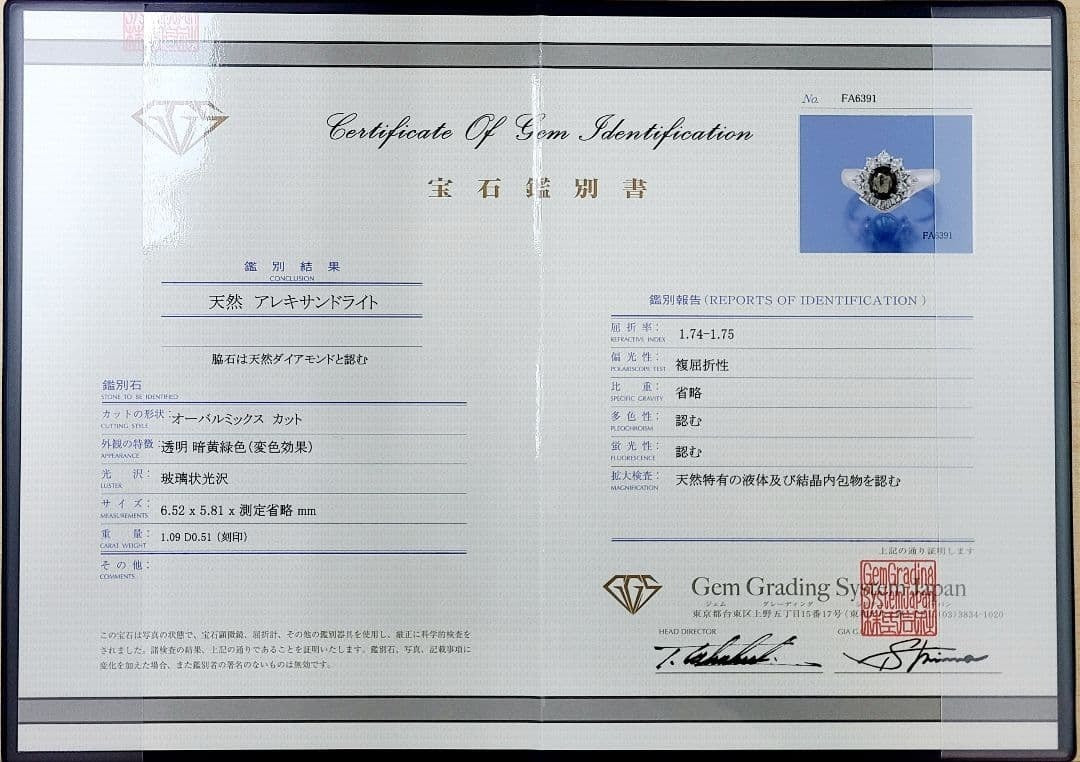 GGS
Certificate Of Gem Identification
宝石鑑別書
No. FA6391
FA6391
鑑別結果
CONCLUSION
天然 アレキサンドライト
脇石は天然ダイアモンドと認む
鑑別石
STONE TO BE IDENTIFIED
カットの形状: オーバルミックス カット
CUTTING STYLE
外観の特徴: 透明 暗黄緑色(変色効果)
APPEARANCE
光沢: 玻璃状光沢
LUSTER
サイズ: 6.52 x 5.81 x 測定省略 mm
MEASUREMENTS
重量: 1.09 D0.51 (刻印)
CARAT WEIGHT
その他:
COMMENTS
この宝石は写真の状態で、宝石顕微鏡、屈折計、その他の鑑別器具を使用し、厳正に科学的検査を
されました。諸検査の結果、上記の通りであることを証明いたします。鑑別石、写真、記載事項に
変化を加えた場合、また鑑別者の署名のないものは無効です。
鑑別報告(REPORTS OF IDENTIFICATION)
屈折率: 1.74-1.75
REFRACTIVE INDEX
偏光性: 複屈折性
POLARISCOPE TEST
比重: 省略
SPECIFIC GRAVITY
多色性: 認む
PLEOCHROISM
蛍光性: 認む
FLUORESCENCE
拡大検査: 天然特有の液体及び結晶内包物を認む
MAGNIFICATION
上記の通り証明します
GGS
Gem Grading System Japan
ジェム グレーディング
東京都台東区上野五丁目15番17号 (03)3834-1020
GemGrading
SystemJapan
HEAD DIRECTOR
GIA G.